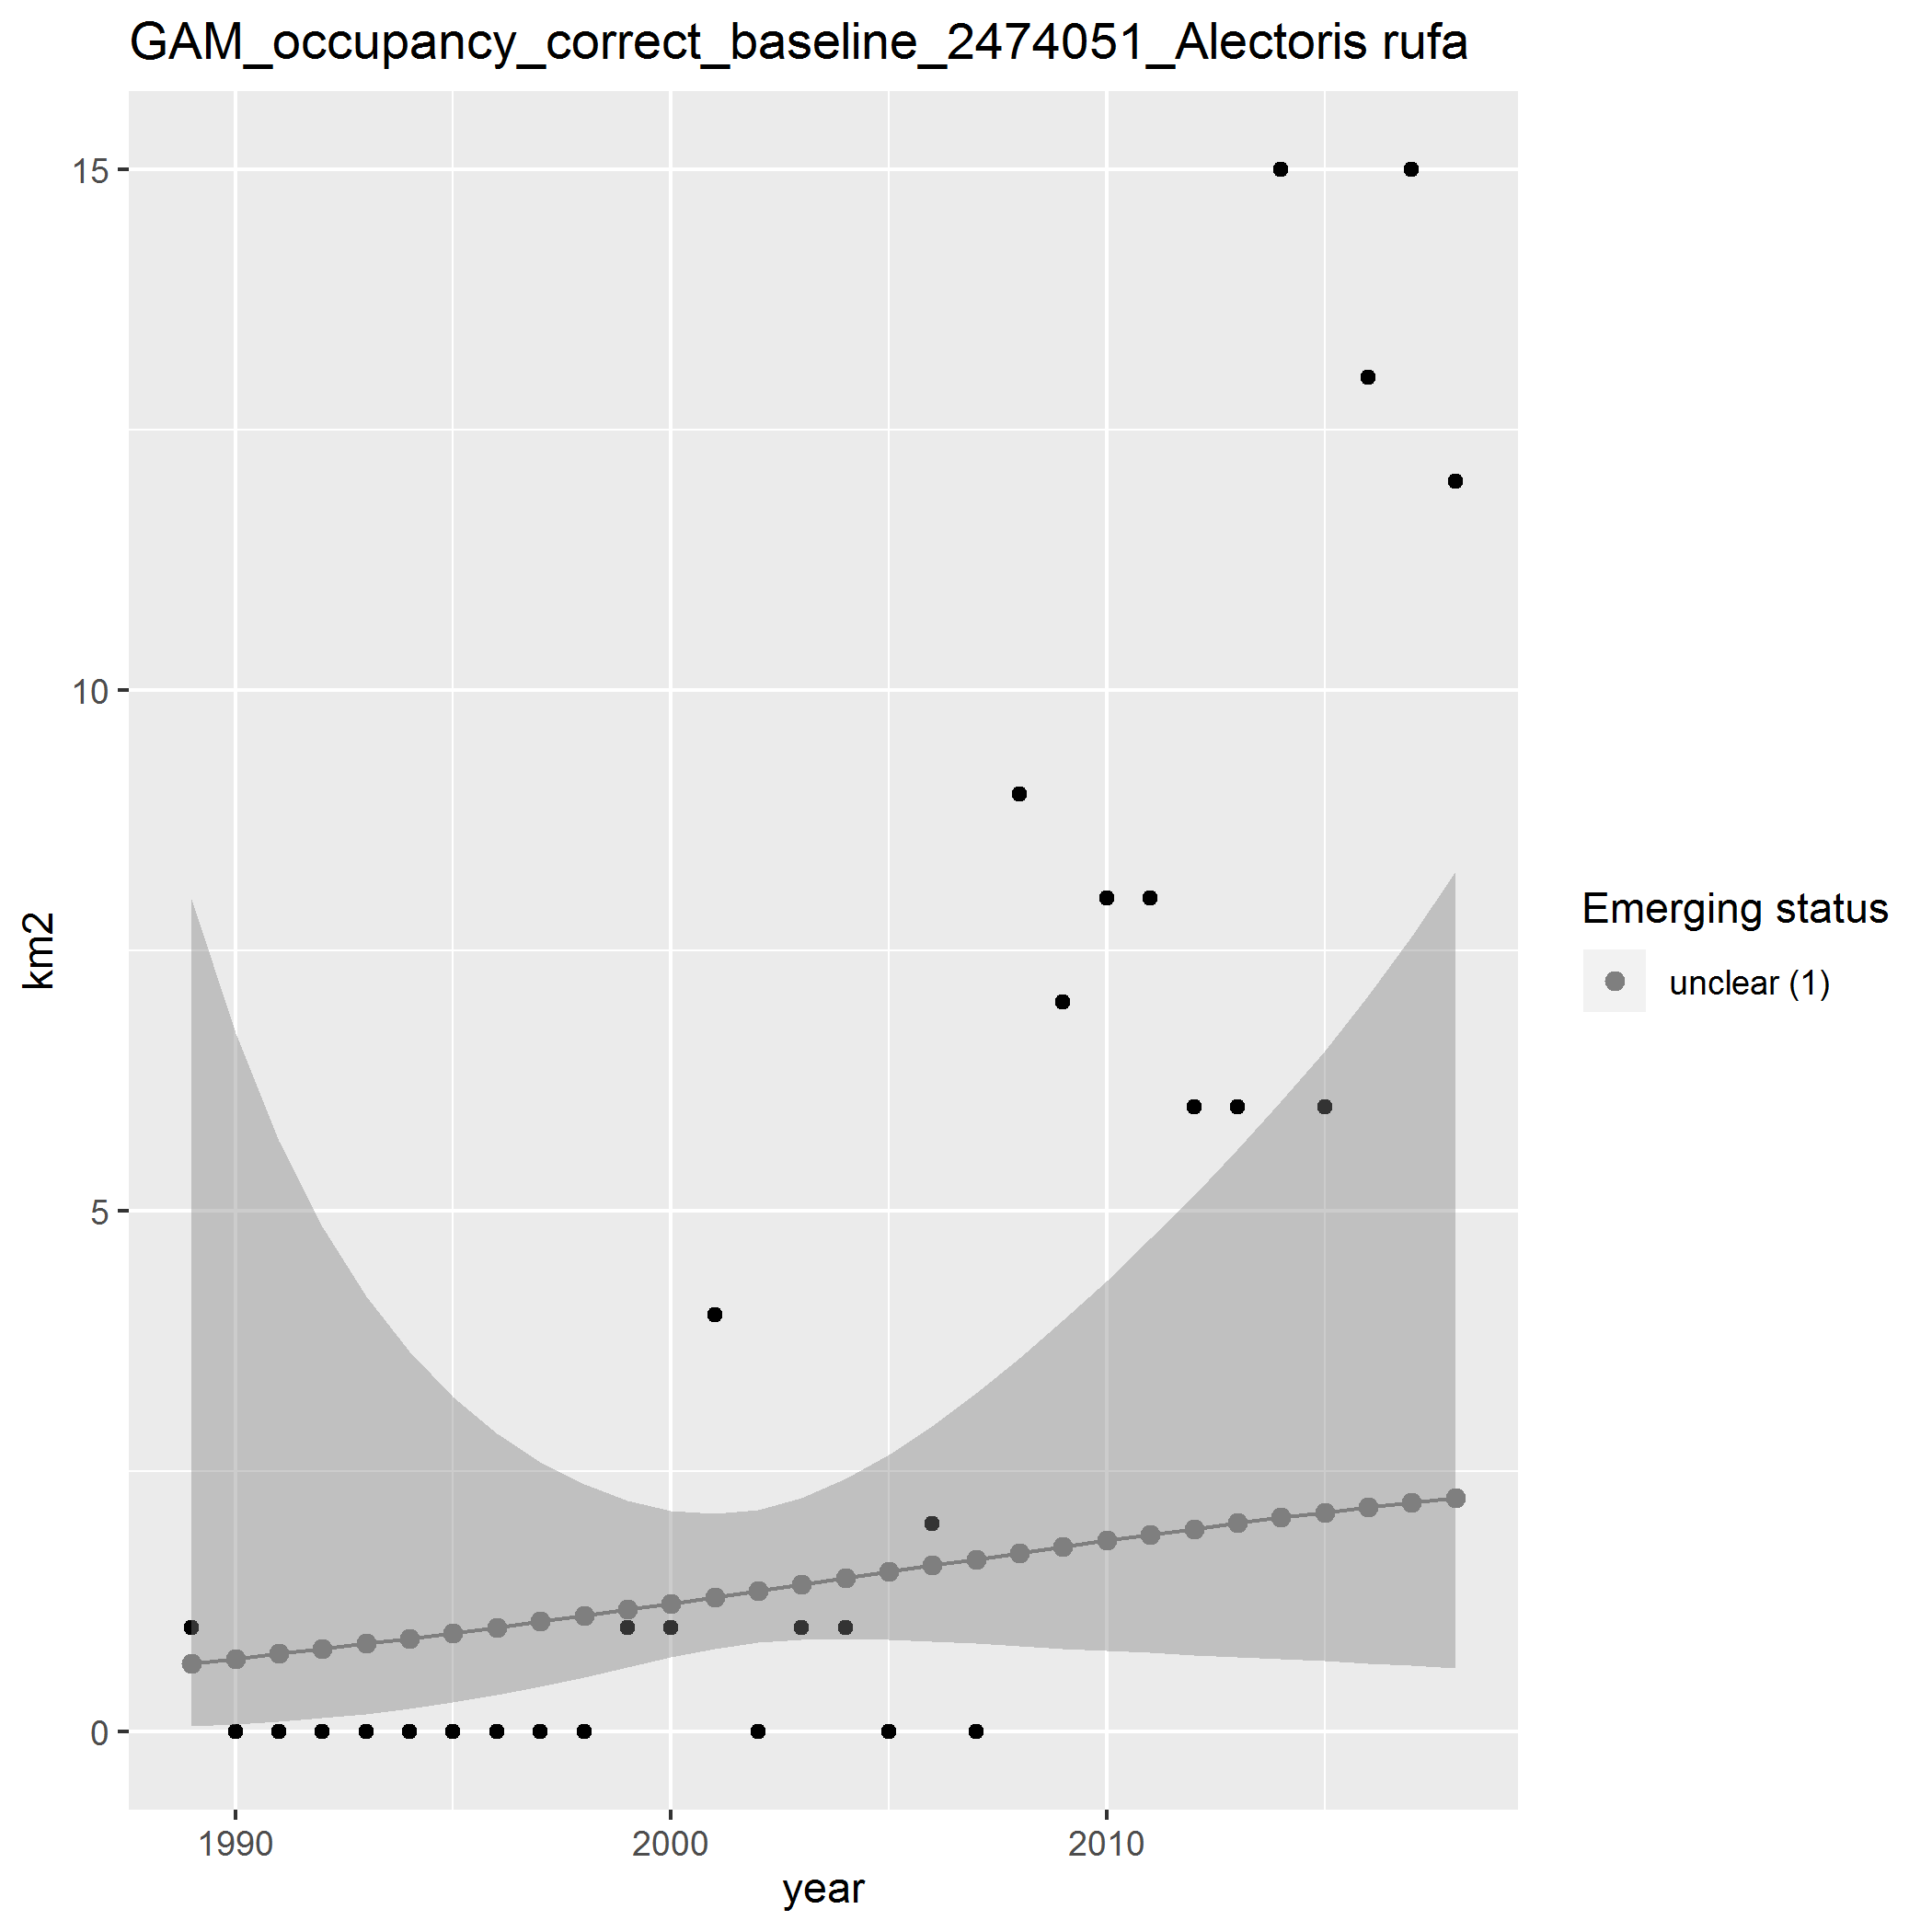 GAM_occupancy_correct_baseline_2474051_Alectoris rufa
15
10
5
0
km2
1990
2000
2010
year
Emerging status
unclear (1)